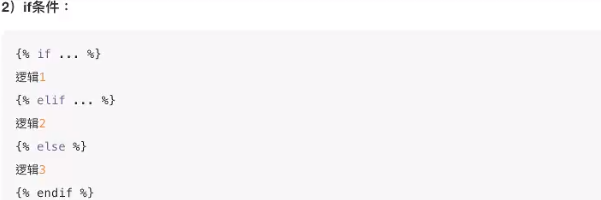 2）if条件：
{% if ... %}
逻辑1
{% elif ... %}
逻辑2
{% else %}
逻辑3
{% endif %}